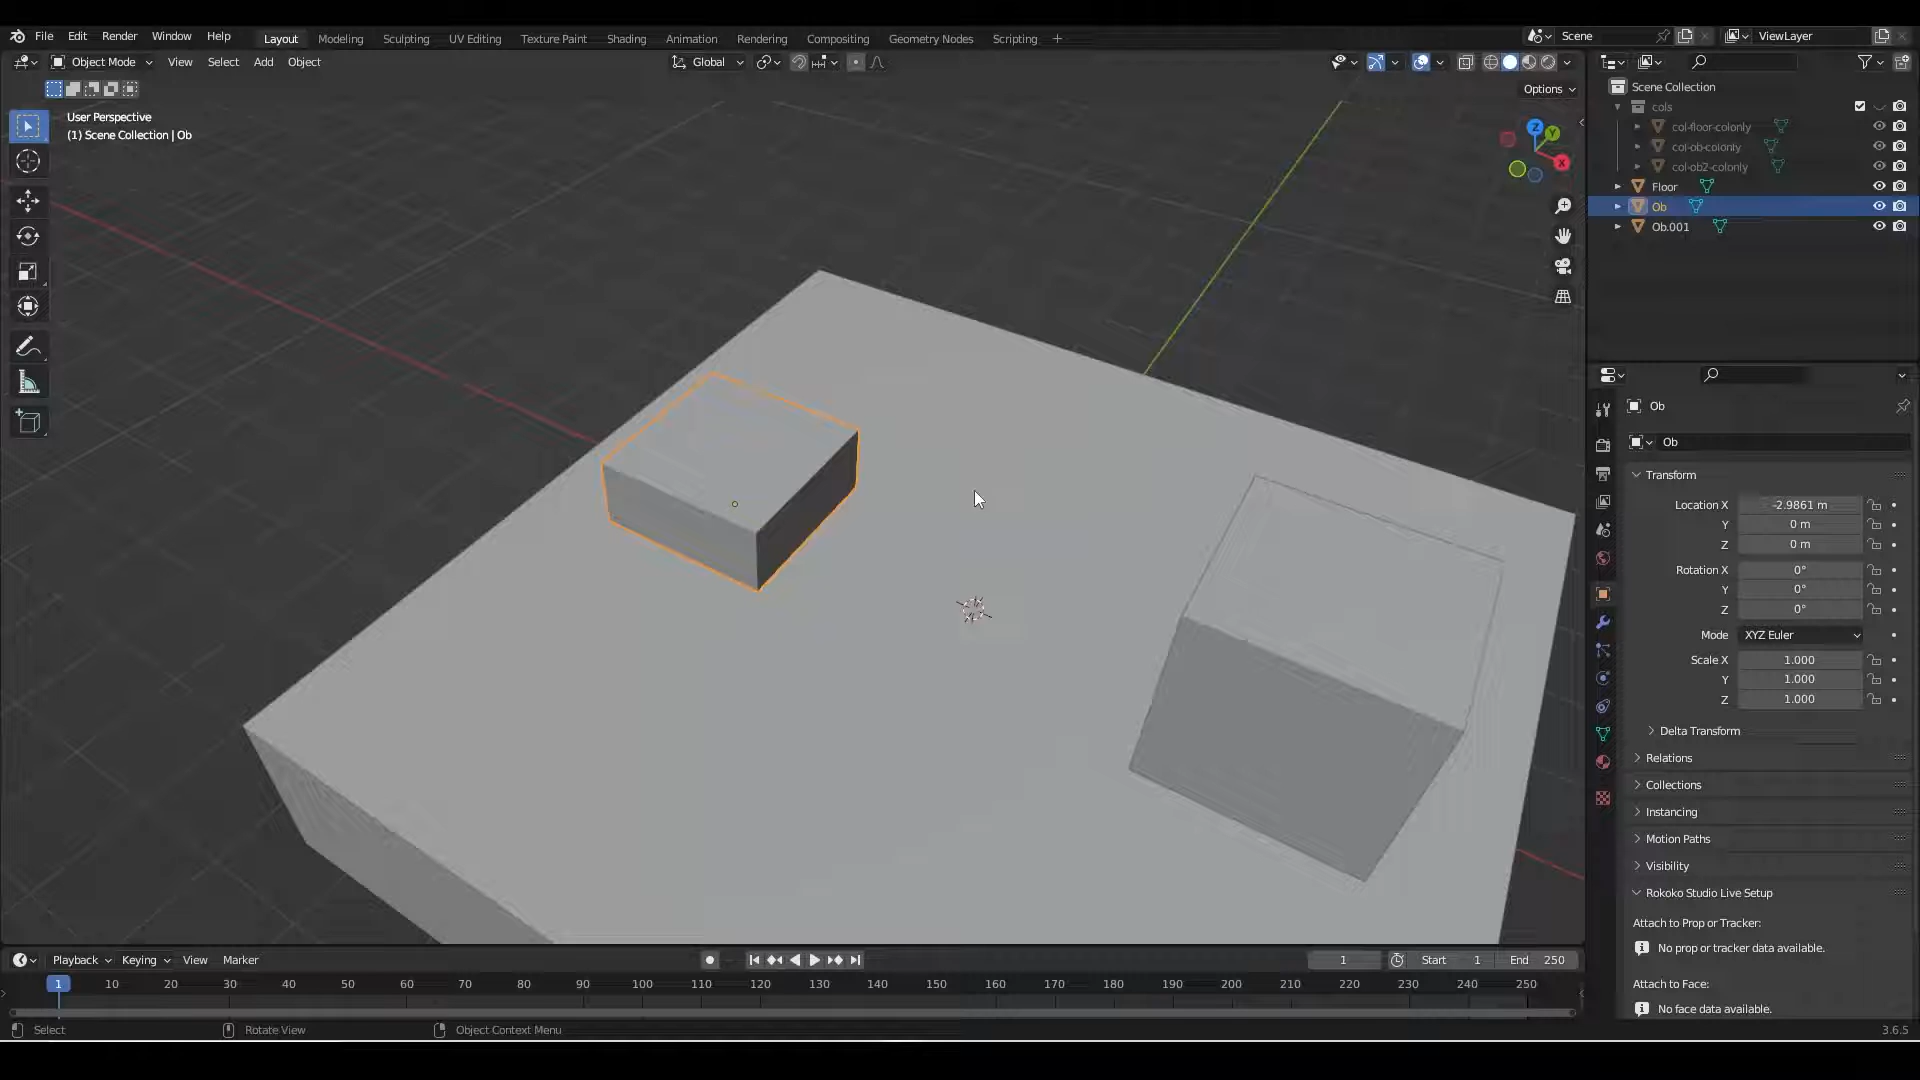 File Edit Render Window Help
Layout Modeling Sculpting UV Editing Texture Paint Shading Animation Rendering Compositing Geometry Nodes Scripting +
Scene
ViewLayer
Object Mode View Select Add Object
Global
Options
User Perspective
(1) Scene Collection | Ob
Z
Y
X
Scene Collection
cols
col-floor-colonly
col-ob-colonly
col-ob2-colonly
Floor
Ob
Ob.001
Ob
Ob
Transform
Location X -2.9861 m
Y 0 m
Z 0 m
Rotation X 0°
Y 0°
Z 0°
Mode XYZ Euler
Scale X 1.000
Y 1.000
Z 1.000
Delta Transform
Relations
Collections
Instancing
Motion Paths
Visibility
Rokoko Studio Live Setup
Attach to Prop or Tracker:
No prop or tracker data available.
Attach to Face:
No face data available.
Playback Keying View Marker
1 Start 1 End 250
1 10 20 30 40 50 60 70 80 90 100 110 120 130 140 150 160 170 180 190 200 210 220 230 240 250
Select Rotate View Object Context Menu
3.6.5